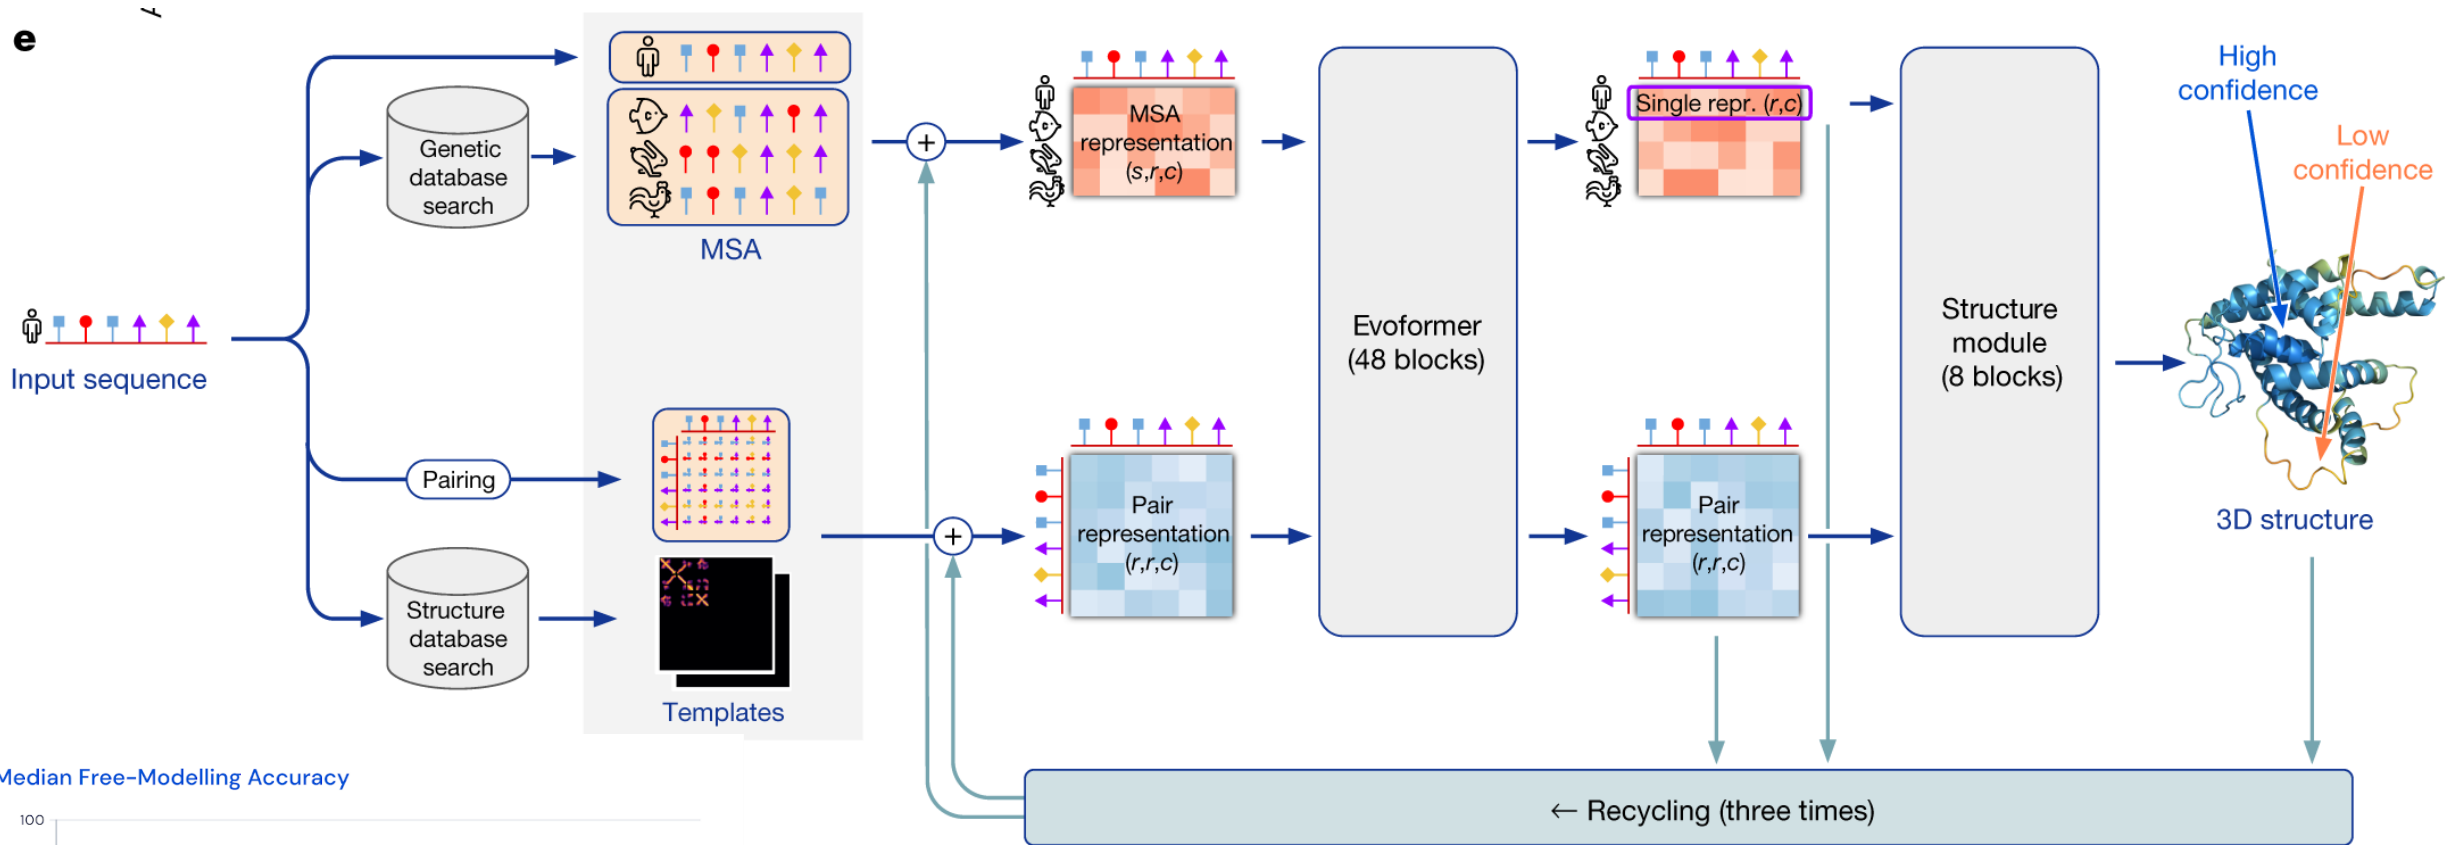 e
Input sequence
Genetic
database
search
Pairing
Structure
database
search
MSA
Templates
+
+
MSA
representation
(s,r,c)
Pair
representation
(r,r,c)
Evoformer
(48 blocks)
Single repr. (r,c)
Pair
representation
(r,r,c)
Structure
module
(8 blocks)
High
confidence
Low
confidence
3D structure
← Recycling (three times)
Median Free-Modelling Accuracy
100